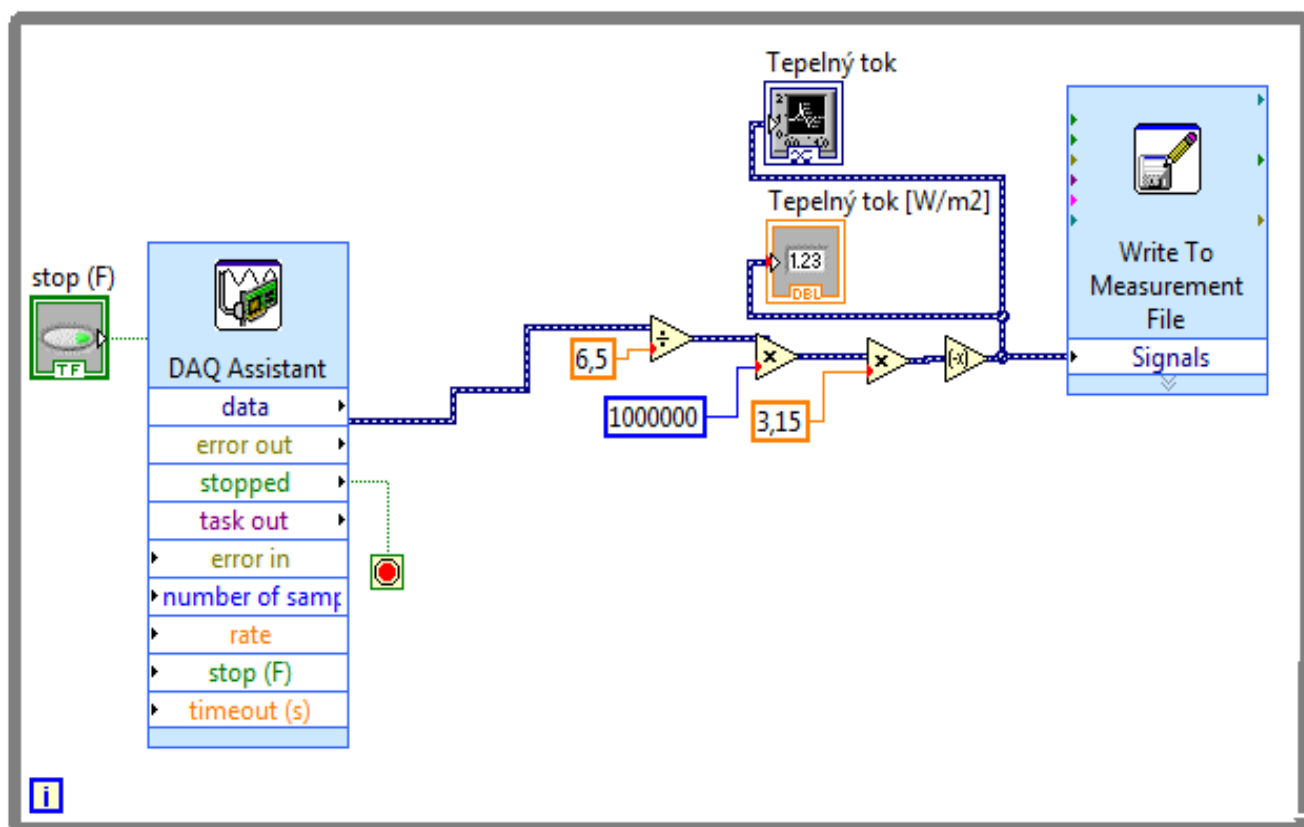 Tepelný tok
Tepelný tok [W/m2]
1.23
DBL
Write To
Measurement
File
Signals
stop (F)
TF
DAQ Assistant
data
error out
stopped
task out
error in
number of samp
rate
stop (F)
timeout (s)
÷
6,5
x
1000000
x
3,15
[-x]
i